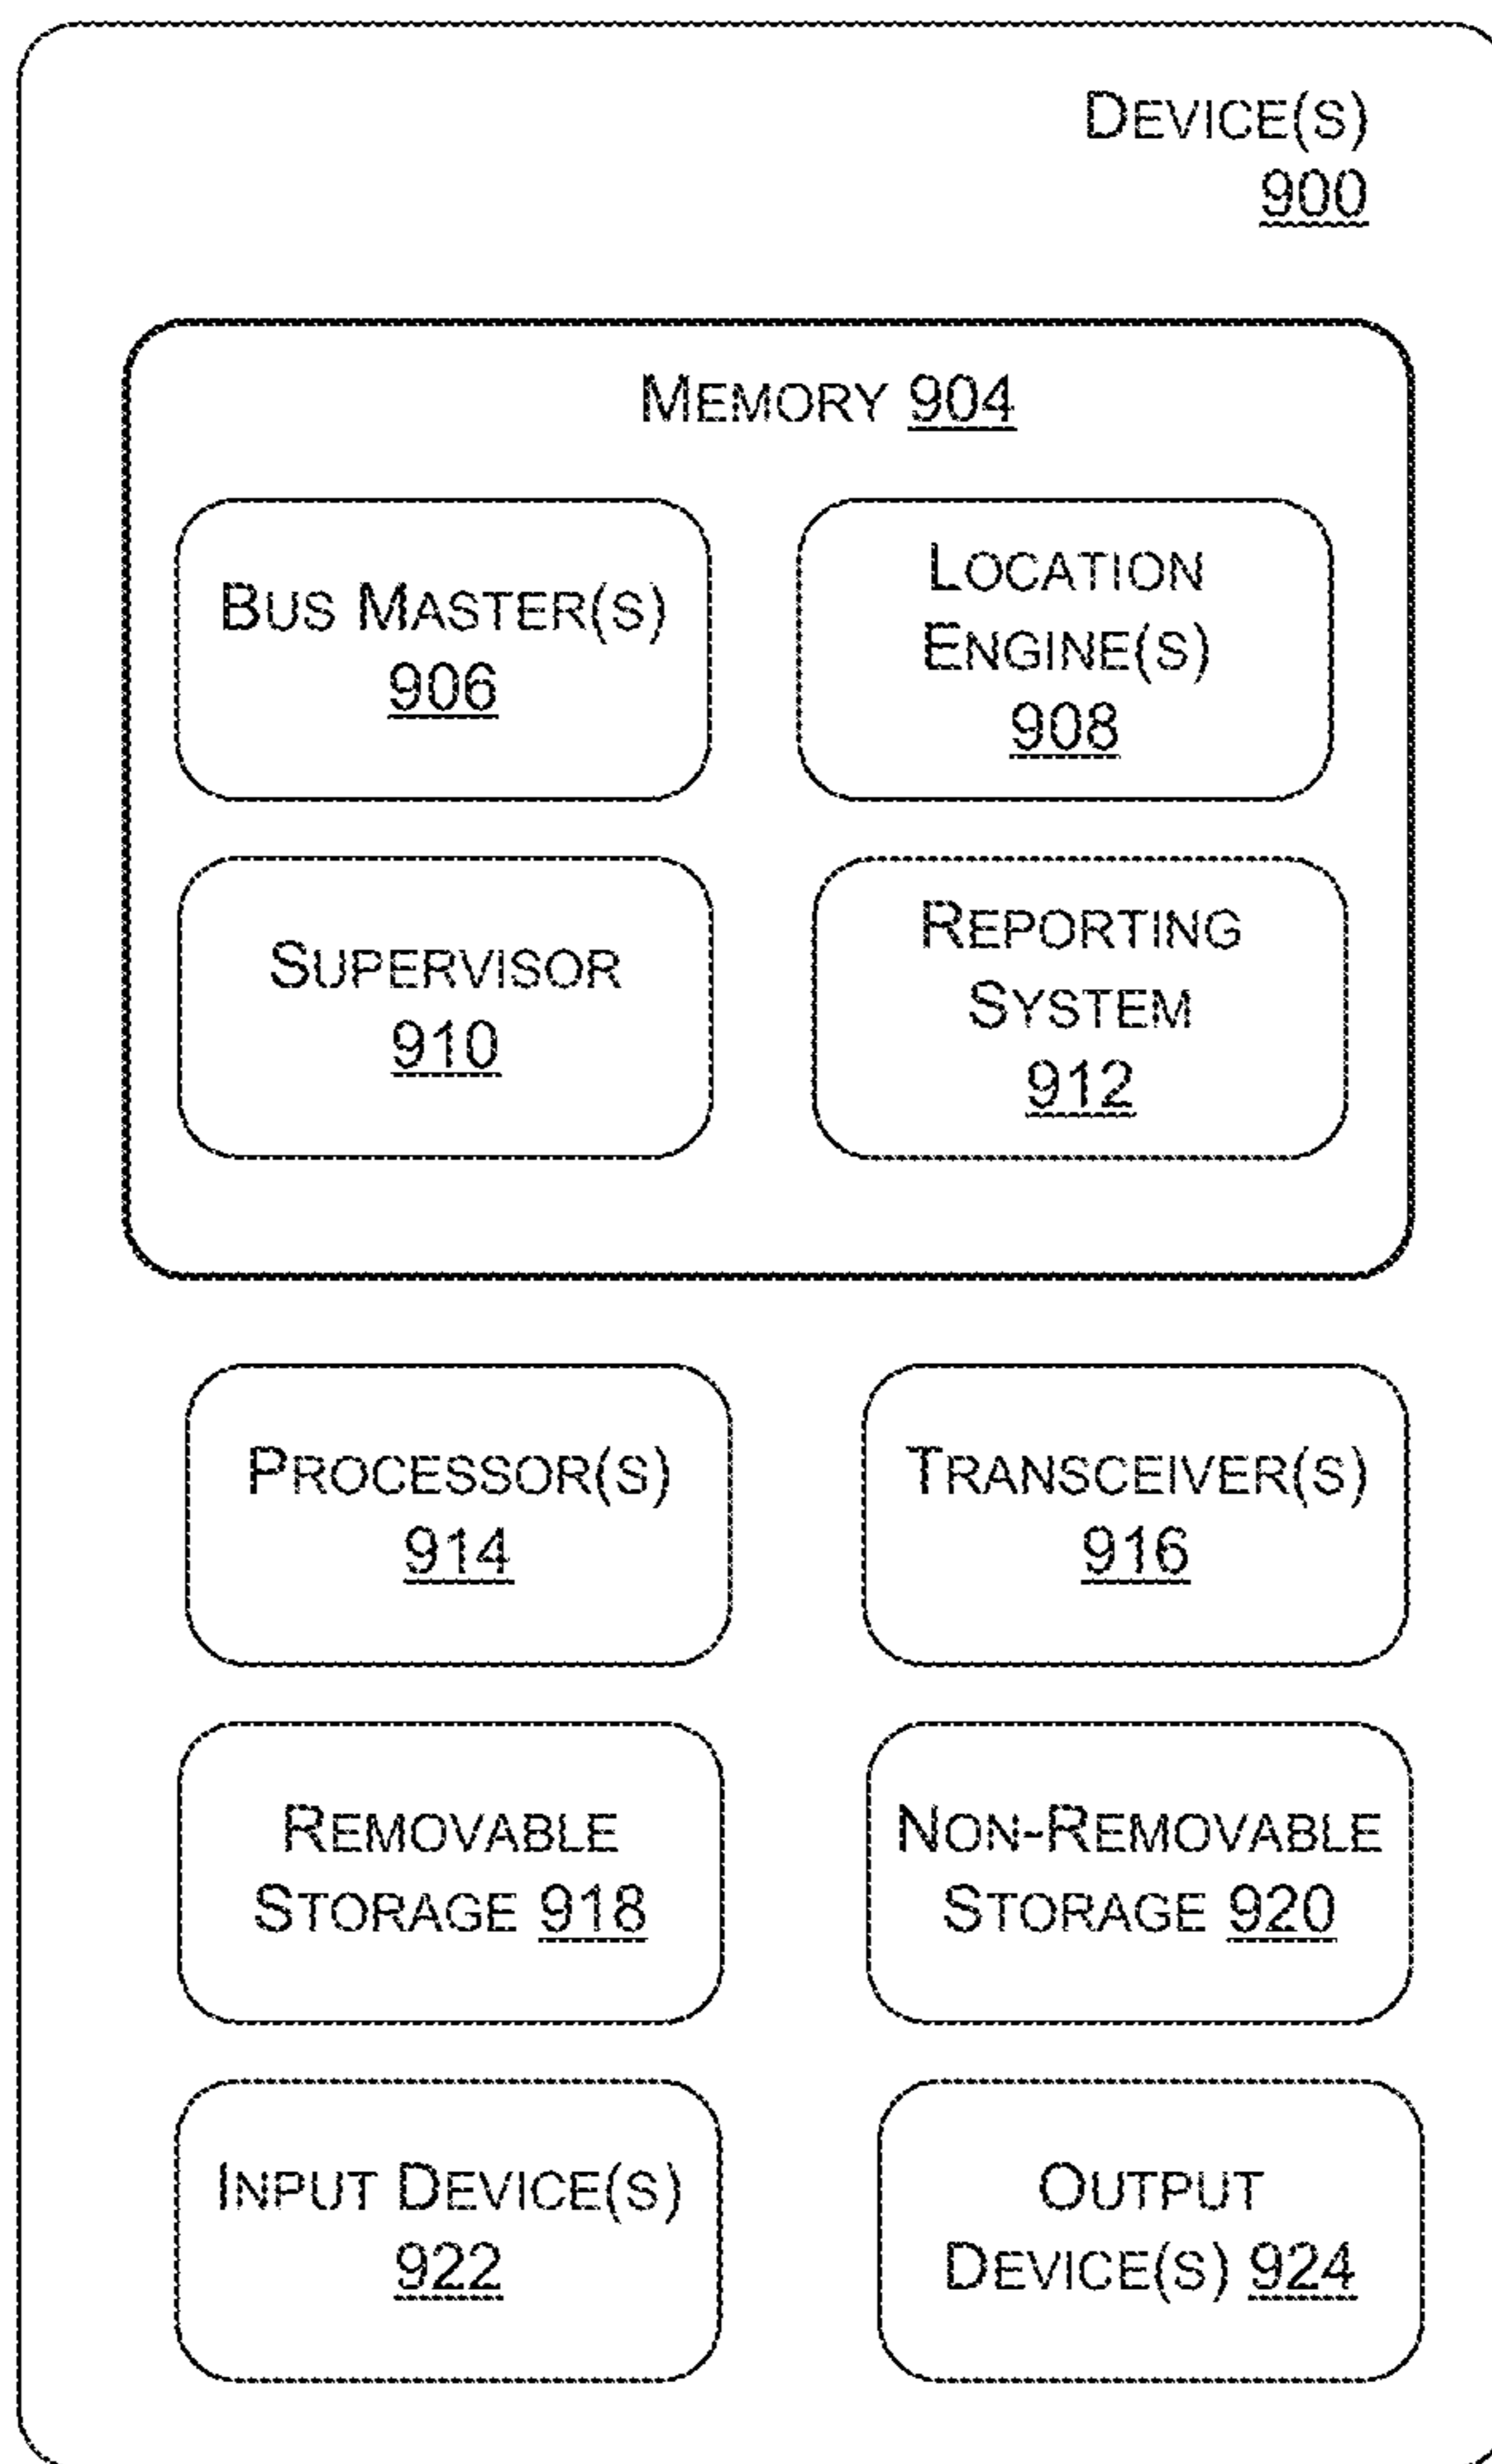 DEVICE(S)
900
MEMORY 904
BUS MASTER(S)
906
LOCATION
ENGINE(S)
908
SUPERVISOR
910
REPORTING
SYSTEM
912
PROCESSOR(S)
914
TRANSCEIVER(S)
916
REMOVABLE
STORAGE 918
NON-REMOVABLE
STORAGE 920
INPUT DEVICE(S)
922
OUTPUT
DEVICE(S) 924